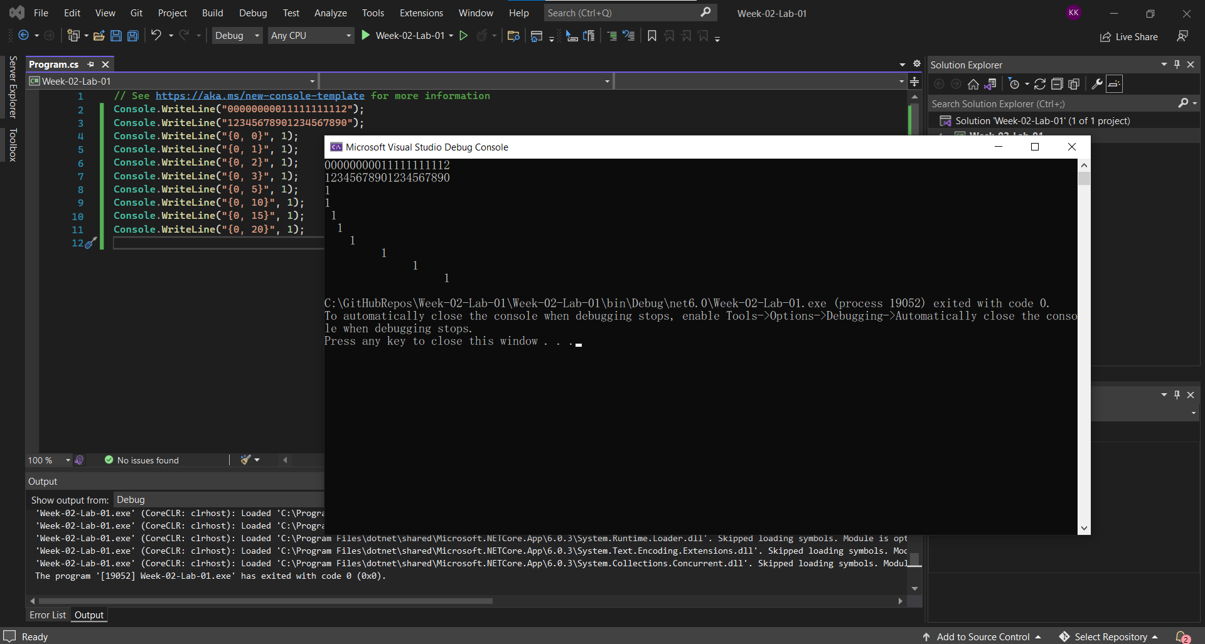 File Edit View Git Project Build Debug Test Analyze Tools Extensions Window Help Search (Ctrl+Q) Week-02-Lab-01 KK
Debug Any CPU Week-02-Lab-01 Live Share
Server Explorer
Toolbox
Program.cs
Week-02-Lab-01
1 // See https://aka.ms/new-console-template for more information
2 Console.WriteLine("00000000011111111112");
3 Console.WriteLine("12345678901234567890");
4 Console.WriteLine("{0, 0}", 1);
5 Console.WriteLine("{0, 1}", 1);
6 Console.WriteLine("{0, 2}", 1);
7 Console.WriteLine("{0, 3}", 1);
8 Console.WriteLine("{0, 5}", 1);
9 Console.WriteLine("{0, 10}", 1);
10 Console.WriteLine("{0, 15}", 1);
11 Console.WriteLine("{0, 20}", 1);
12
Microsoft Visual Studio Debug Console
00000000011111111112
12345678901234567890
1
1
 1
  1
    1
         1
              1
                   1
C:\GitHubRepos\Week-02-Lab-01\Week-02-Lab-01\bin\Debug\net6.0\Week-02-Lab-01.exe (process 19052) exited with code 0.
To automatically close the console when debugging stops, enable Tools->Options->Debugging->Automatically close the conso
le when debugging stops.
Press any key to close this window . . .
Solution Explorer
Search Solution Explorer (Ctrl+;)
Solution 'Week-02-Lab-01' (1 of 1 project)
100 % No issues found
Output
Show output from: Debug
'Week-02-Lab-01.exe' (CoreCLR: clrhost): Loaded 'C:\Progra
'Week-02-Lab-01.exe' (CoreCLR: clrhost): Loaded 'C:\Progra
'Week-02-Lab-01.exe' (CoreCLR: clrhost): Loaded 'C:\Program Files\dotnet\shared\Microsoft.NETCore.App\6.0.3\System.Runtime.Loader.dll'. Skipped loading symbols. Module is opt
'Week-02-Lab-01.exe' (CoreCLR: clrhost): Loaded 'C:\Program Files\dotnet\shared\Microsoft.NETCore.App\6.0.3\System.Text.Encoding.Extensions.dll'. Skipped loading symbols. Mod
'Week-02-Lab-01.exe' (CoreCLR: clrhost): Loaded 'C:\Program Files\dotnet\shared\Microsoft.NETCore.App\6.0.3\System.Collections.Concurrent.dll'. Skipped loading symbols. Modul
The program '[19052] Week-02-Lab-01.exe' has exited with code 0 (0x0).
Error List Output
Ready Add to Source Control Select Repository 2